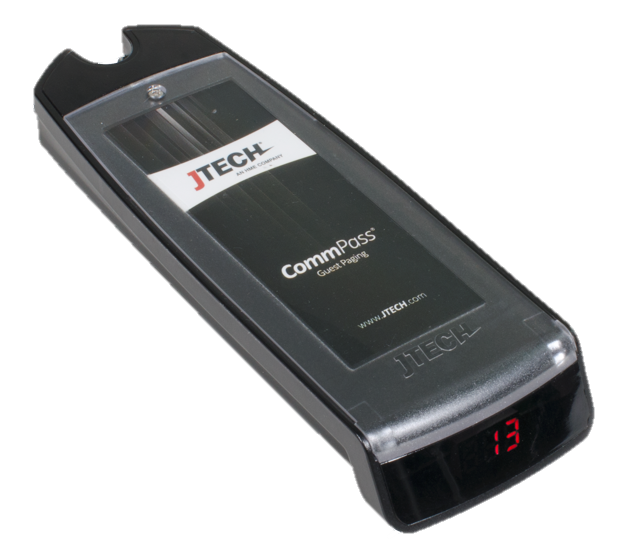 JTECH
AN HME COMPANY
CommPass®
Guest Paging
www.JTECH.com
JTECH
13